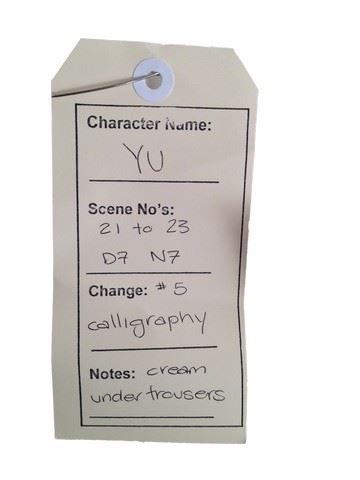 Character Name:
YU
Scene No's:
21 to 23
D7 N7
Change: #5
calligraphy
Notes: cream
under trousers